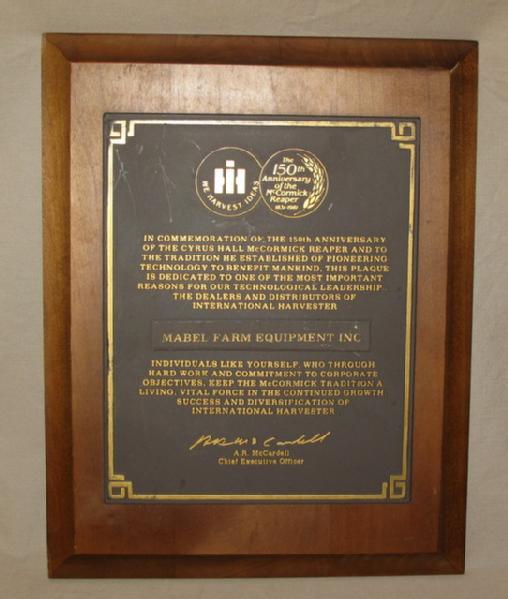 IH
WE HARVEST IDEAS
The
150th
Anniversary
of the
McCormick
Reaper
IN COMMEMORATION OF THE 150th ANNIVERSARY
OF THE CYRUS HALL McCORMICK REAPER AND TO
THE TRADITION HE ESTABLISHED OF PIONEERING
TECHNOLOGY TO BENEFIT MANKIND, THIS PLAQUE
IS DEDICATED TO ONE OF THE MOST IMPORTANT
REASONS FOR OUR TECHNOLOGICAL LEADERSHIP...
THE DEALERS AND DISTRIBUTORS OF
INTERNATIONAL HARVESTER
MABEL FARM EQUIPMENT INC
INDIVIDUALS LIKE YOURSELF, WHO THROUGH
HARD WORK AND COMMITMENT TO CORPORATE
OBJECTIVES, KEEP THE McCORMICK TRADITION A
LIVING, VITAL FORCE IN THE CONTINUED GROWTH
SUCCESS AND DIVERSIFICATION OF
INTERNATIONAL HARVESTER
A.R. McCardell
Chief Executive Officer